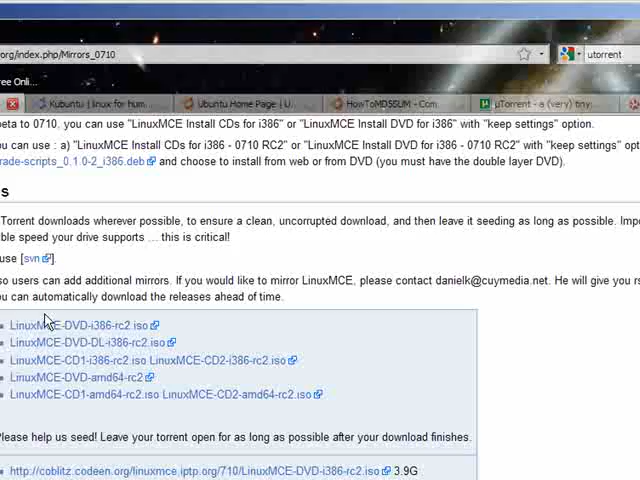 org/index.php/Mirrors_0710
utorrent
ree Onli...
Kubuntu | linux for hum...
Ubuntu Home Page | U...
HowToMD5SUM - Com...
µTorrent - a (very) tiny...
beta to 0710, you can use "LinuxMCE Install CDs for i386" or "LinuxMCE Install DVD for i386" with "keep settings" option.
ou can use : a) "LinuxMCE Install CDs for i386 - 0710 RC2" or "LinuxMCE Install DVD for i386 - 0710 RC2" with "keep settings" opt
rade-scripts_0.1.0-2_i386.deb and choose to install from web or from DVD (you must have the double layer DVD).
s
Torrent downloads wherever possible, to ensure a clean, uncorrupted download, and then leave it seeding as long as possible. Impo
ble speed your drive supports ... this is critical!
use [svn].
so users can add additional mirrors. If you would like to mirror LinuxMCE, please contact danielk@cuymedia.net. He will give you rs
ou can automatically download the releases ahead of time.
LinuxMCE-DVD-i386-rc2.iso
LinuxMCE-DVD-DL-i386-rc2.iso
LinuxMCE-CD1-i386-rc2.iso LinuxMCE-CD2-i386-rc2.iso
LinuxMCE-DVD-amd64-rc2
LinuxMCE-CD1-amd64-rc2.iso LinuxMCE-CD2-amd64-rc2.iso
Please help us seed! Leave your torrent open for as long as possible after your download finishes.
http://coblitz.codeen.org/linuxmce.iptp.org/710/LinuxMCE-DVD-i386-rc2.iso 3.9G